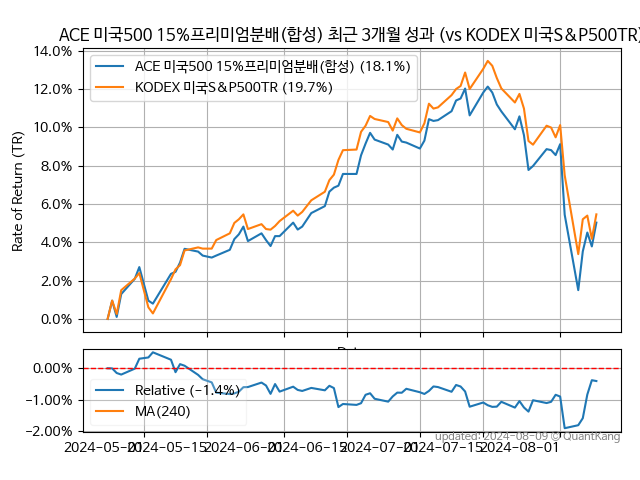 ACE 미국500 15%프리미엄분배(합성) 최근 3개월 성과 (vs KODEX 미국S&P500TR)
14.0%
12.0%
10.0%
8.0%
6.0%
4.0%
2.0%
0.0%
Rate of Return (TR)
ACE 미국500 15%프리미엄분배(합성) (18.1%)
KODEX 미국S&P500TR (19.7%)
0.00%
−1.00%
−2.00%
Relative (−1.4%)
MA(240)
2024-05-01
2024-05-15
2024-06-01
2024-06-15
2024-07-01
2024-07-15
2024-08-01
updated: 2024-08-09 © QuantKang